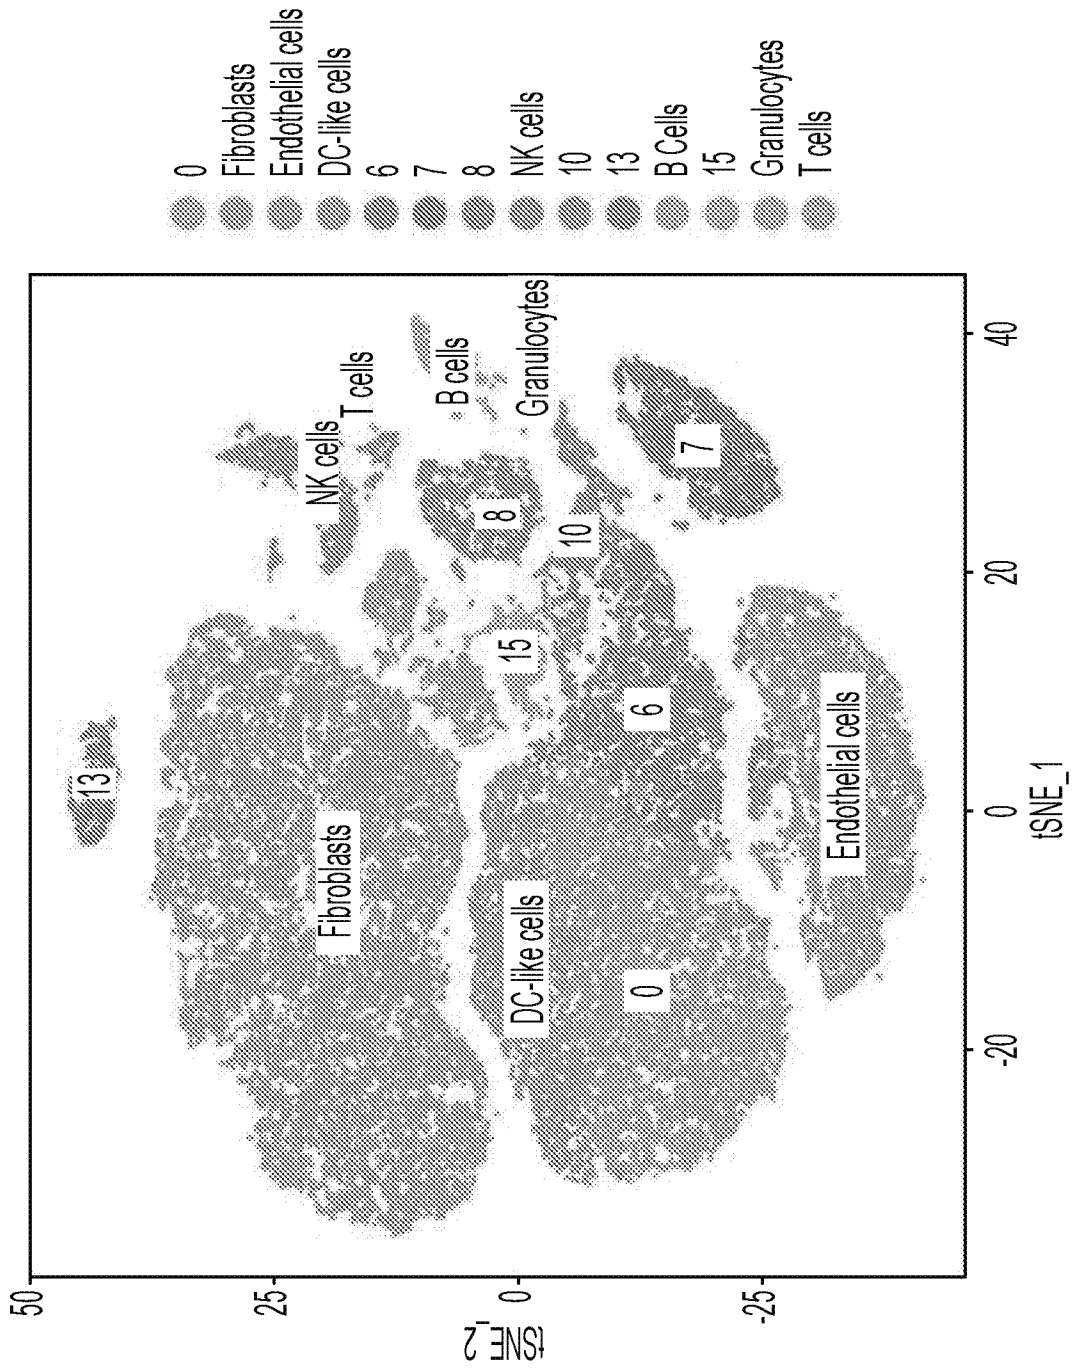 0
Fibroblasts
Endothelial cells
DC-like cells
6
7
8
NK cells
10
13
B Cells
15
Granulocytes
T cells
13
Fibroblasts
NK cells
T cells
B cells
Granulocytes
8
10
7
15
6
DC-like cells
0
Endothelial cells
50
25
0
-25
tSNE_2
-20
0
20
40
tSNE_1